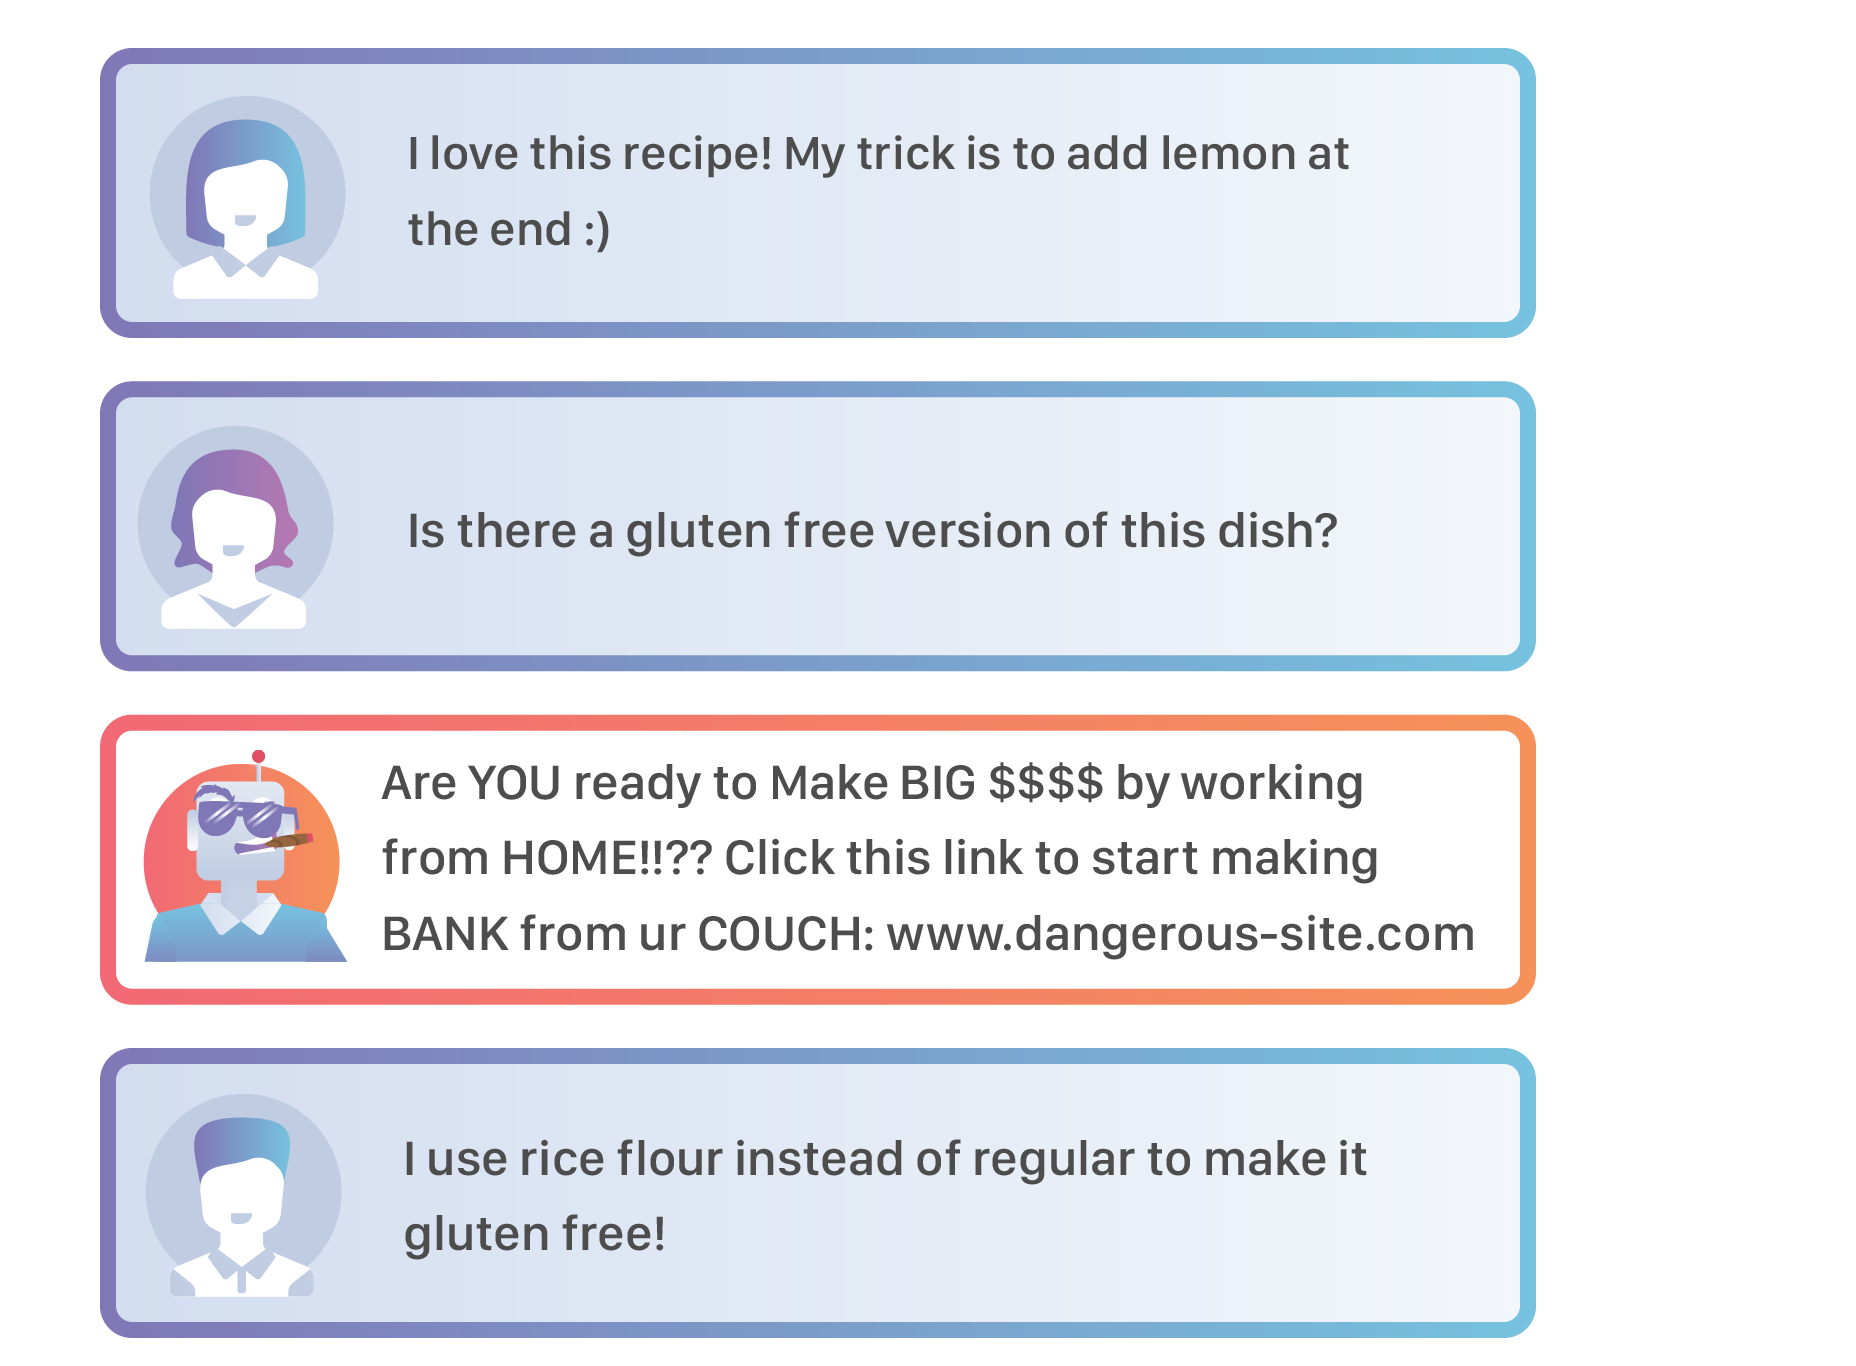 I love this recipe! My trick is to add lemon at
the end :)
Is there a gluten free version of this dish?
Are YOU ready to Make BIG $$$$ by working
from HOME!!?? Click this link to start making
BANK from ur COUCH: www.dangerous-site.com
I use rice flour instead of regular to make it
gluten free!